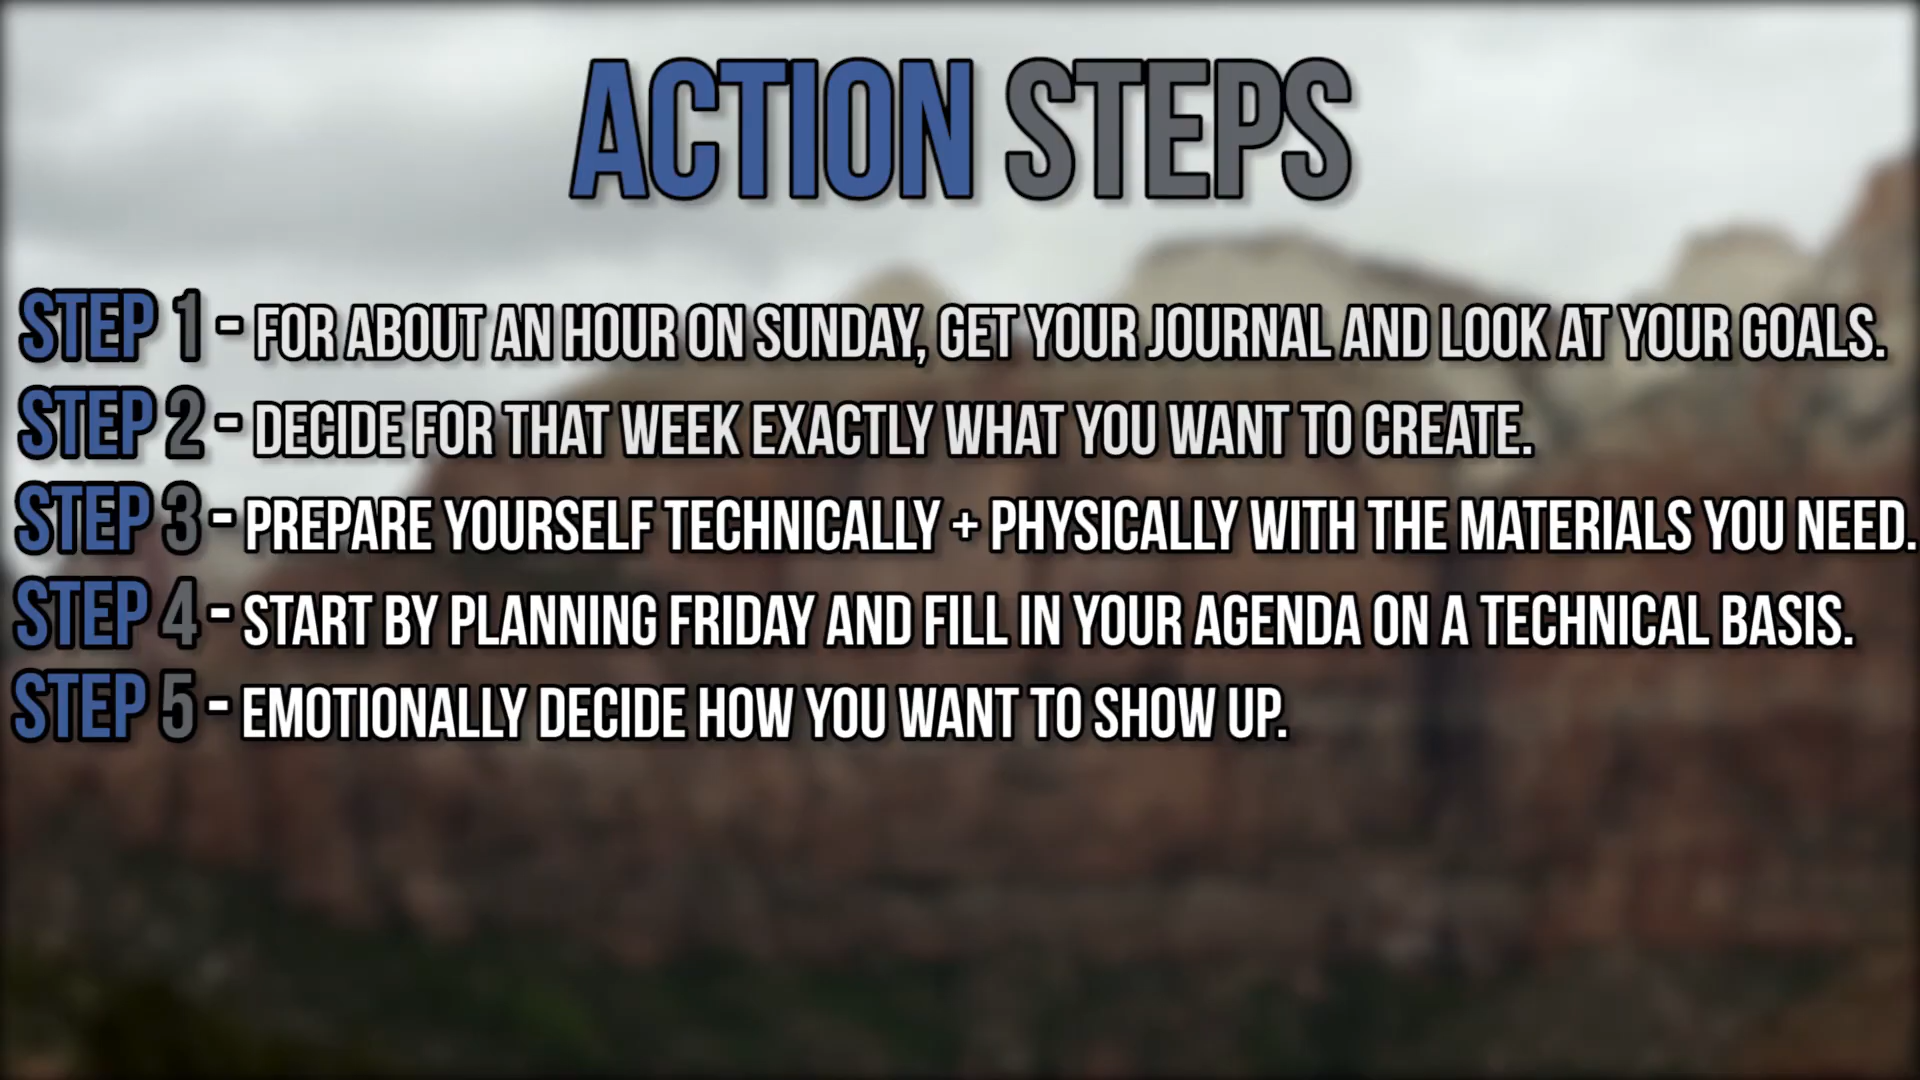 ACTION STEPS
STEP 1 - FOR ABOUT AN HOUR ON SUNDAY, GET YOUR JOURNAL AND LOOK AT YOUR GOALS.
STEP 2 - DECIDE FOR THAT WEEK EXACTLY WHAT YOU WANT TO CREATE.
STEP 3 - PREPARE YOURSELF TECHNICALLY + PHYSICALLY WITH THE MATERIALS YOU NEED.
STEP 4 - START BY PLANNING FRIDAY AND FILL IN YOUR AGENDA ON A TECHNICAL BASIS.
STEP 5 - EMOTIONALLY DECIDE HOW YOU WANT TO SHOW UP.